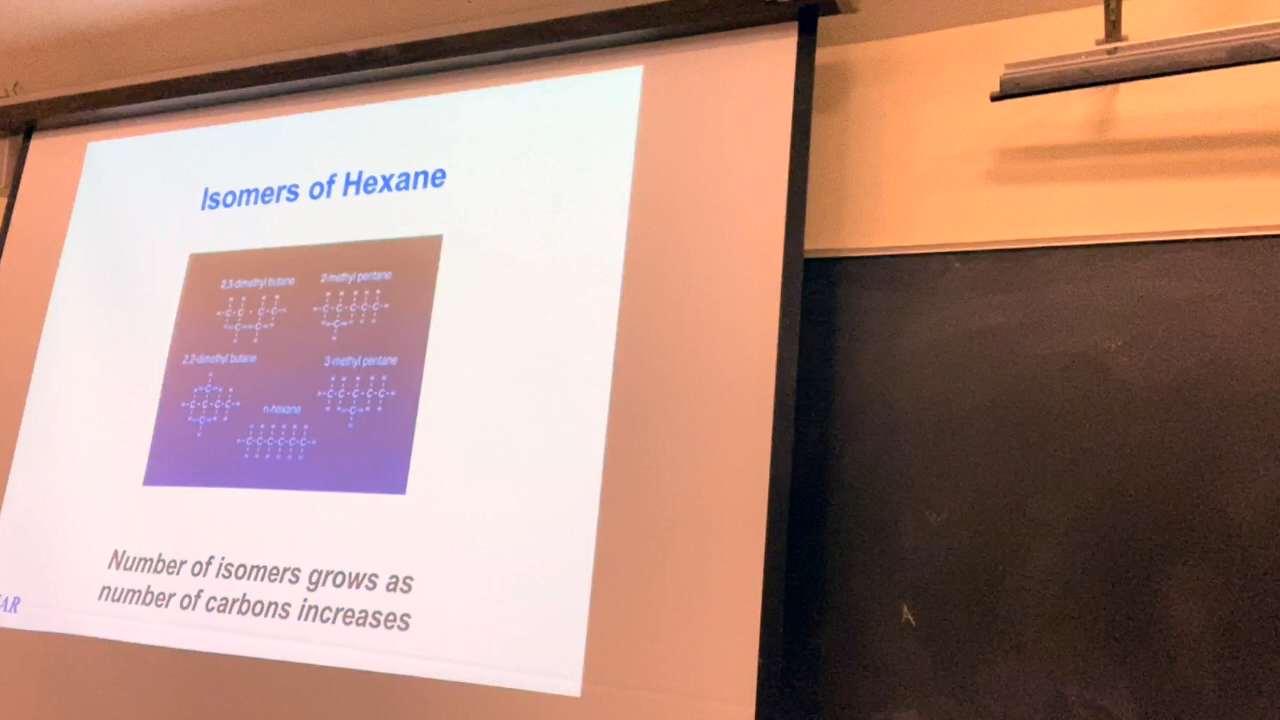 Isomers of Hexane
2,3-dimethyl butane
2-methyl pentane
2,2-dimethyl butane
3-methyl pentane
n-hexane
Number of isomers grows as
number of carbons increases
AR
A